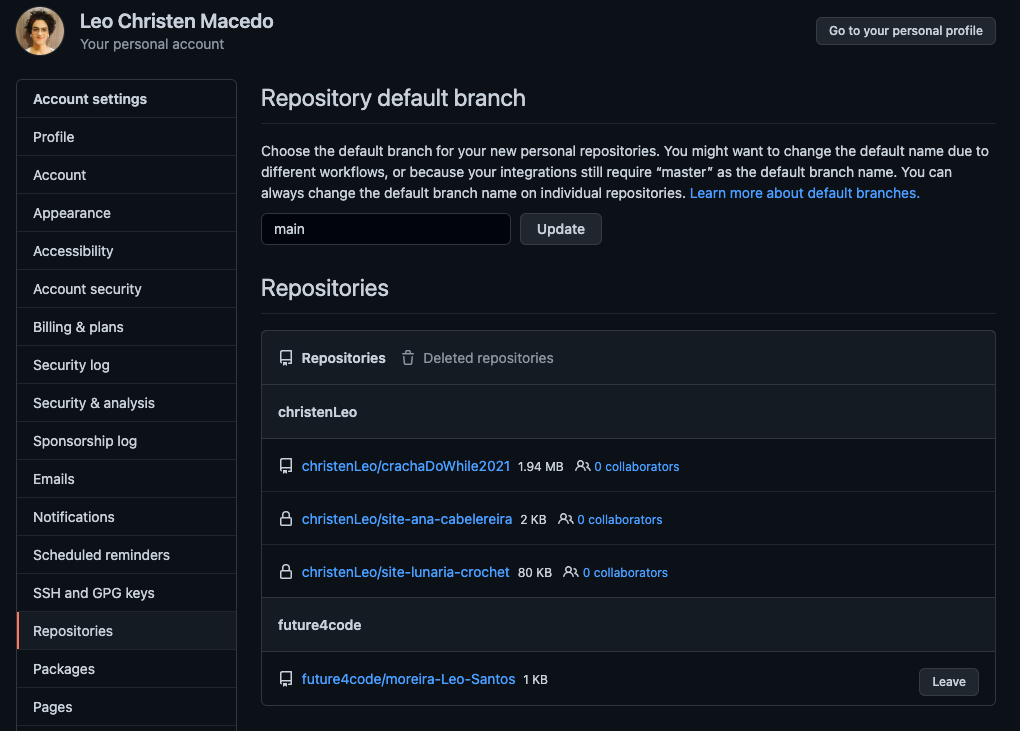 Leo Christen Macedo
Your personal account
Go to your personal profile
Account settings
Profile
Account
Appearance
Accessibility
Account security
Billing & plans
Security log
Security & analysis
Sponsorship log
Emails
Notifications
Scheduled reminders
SSH and GPG keys
Repositories
Packages
Pages
Repository default branch
Choose the default branch for your new personal repositories. You might want to change the default name due to
different workflows, or because your integrations still require “master” as the default branch name. You can
always change the default branch name on individual repositories. Learn more about default branches.
main
Update
Repositories
Repositories Deleted repositories
christenLeo
christenLeo/crachaDoWhile2021 1.94 MB 0 collaborators
christenLeo/site-ana-cabelereira 2 KB 0 collaborators
christenLeo/site-lunaria-crochet 80 KB 0 collaborators
future4code
future4code/moreira-Leo-Santos 1 KB
Leave